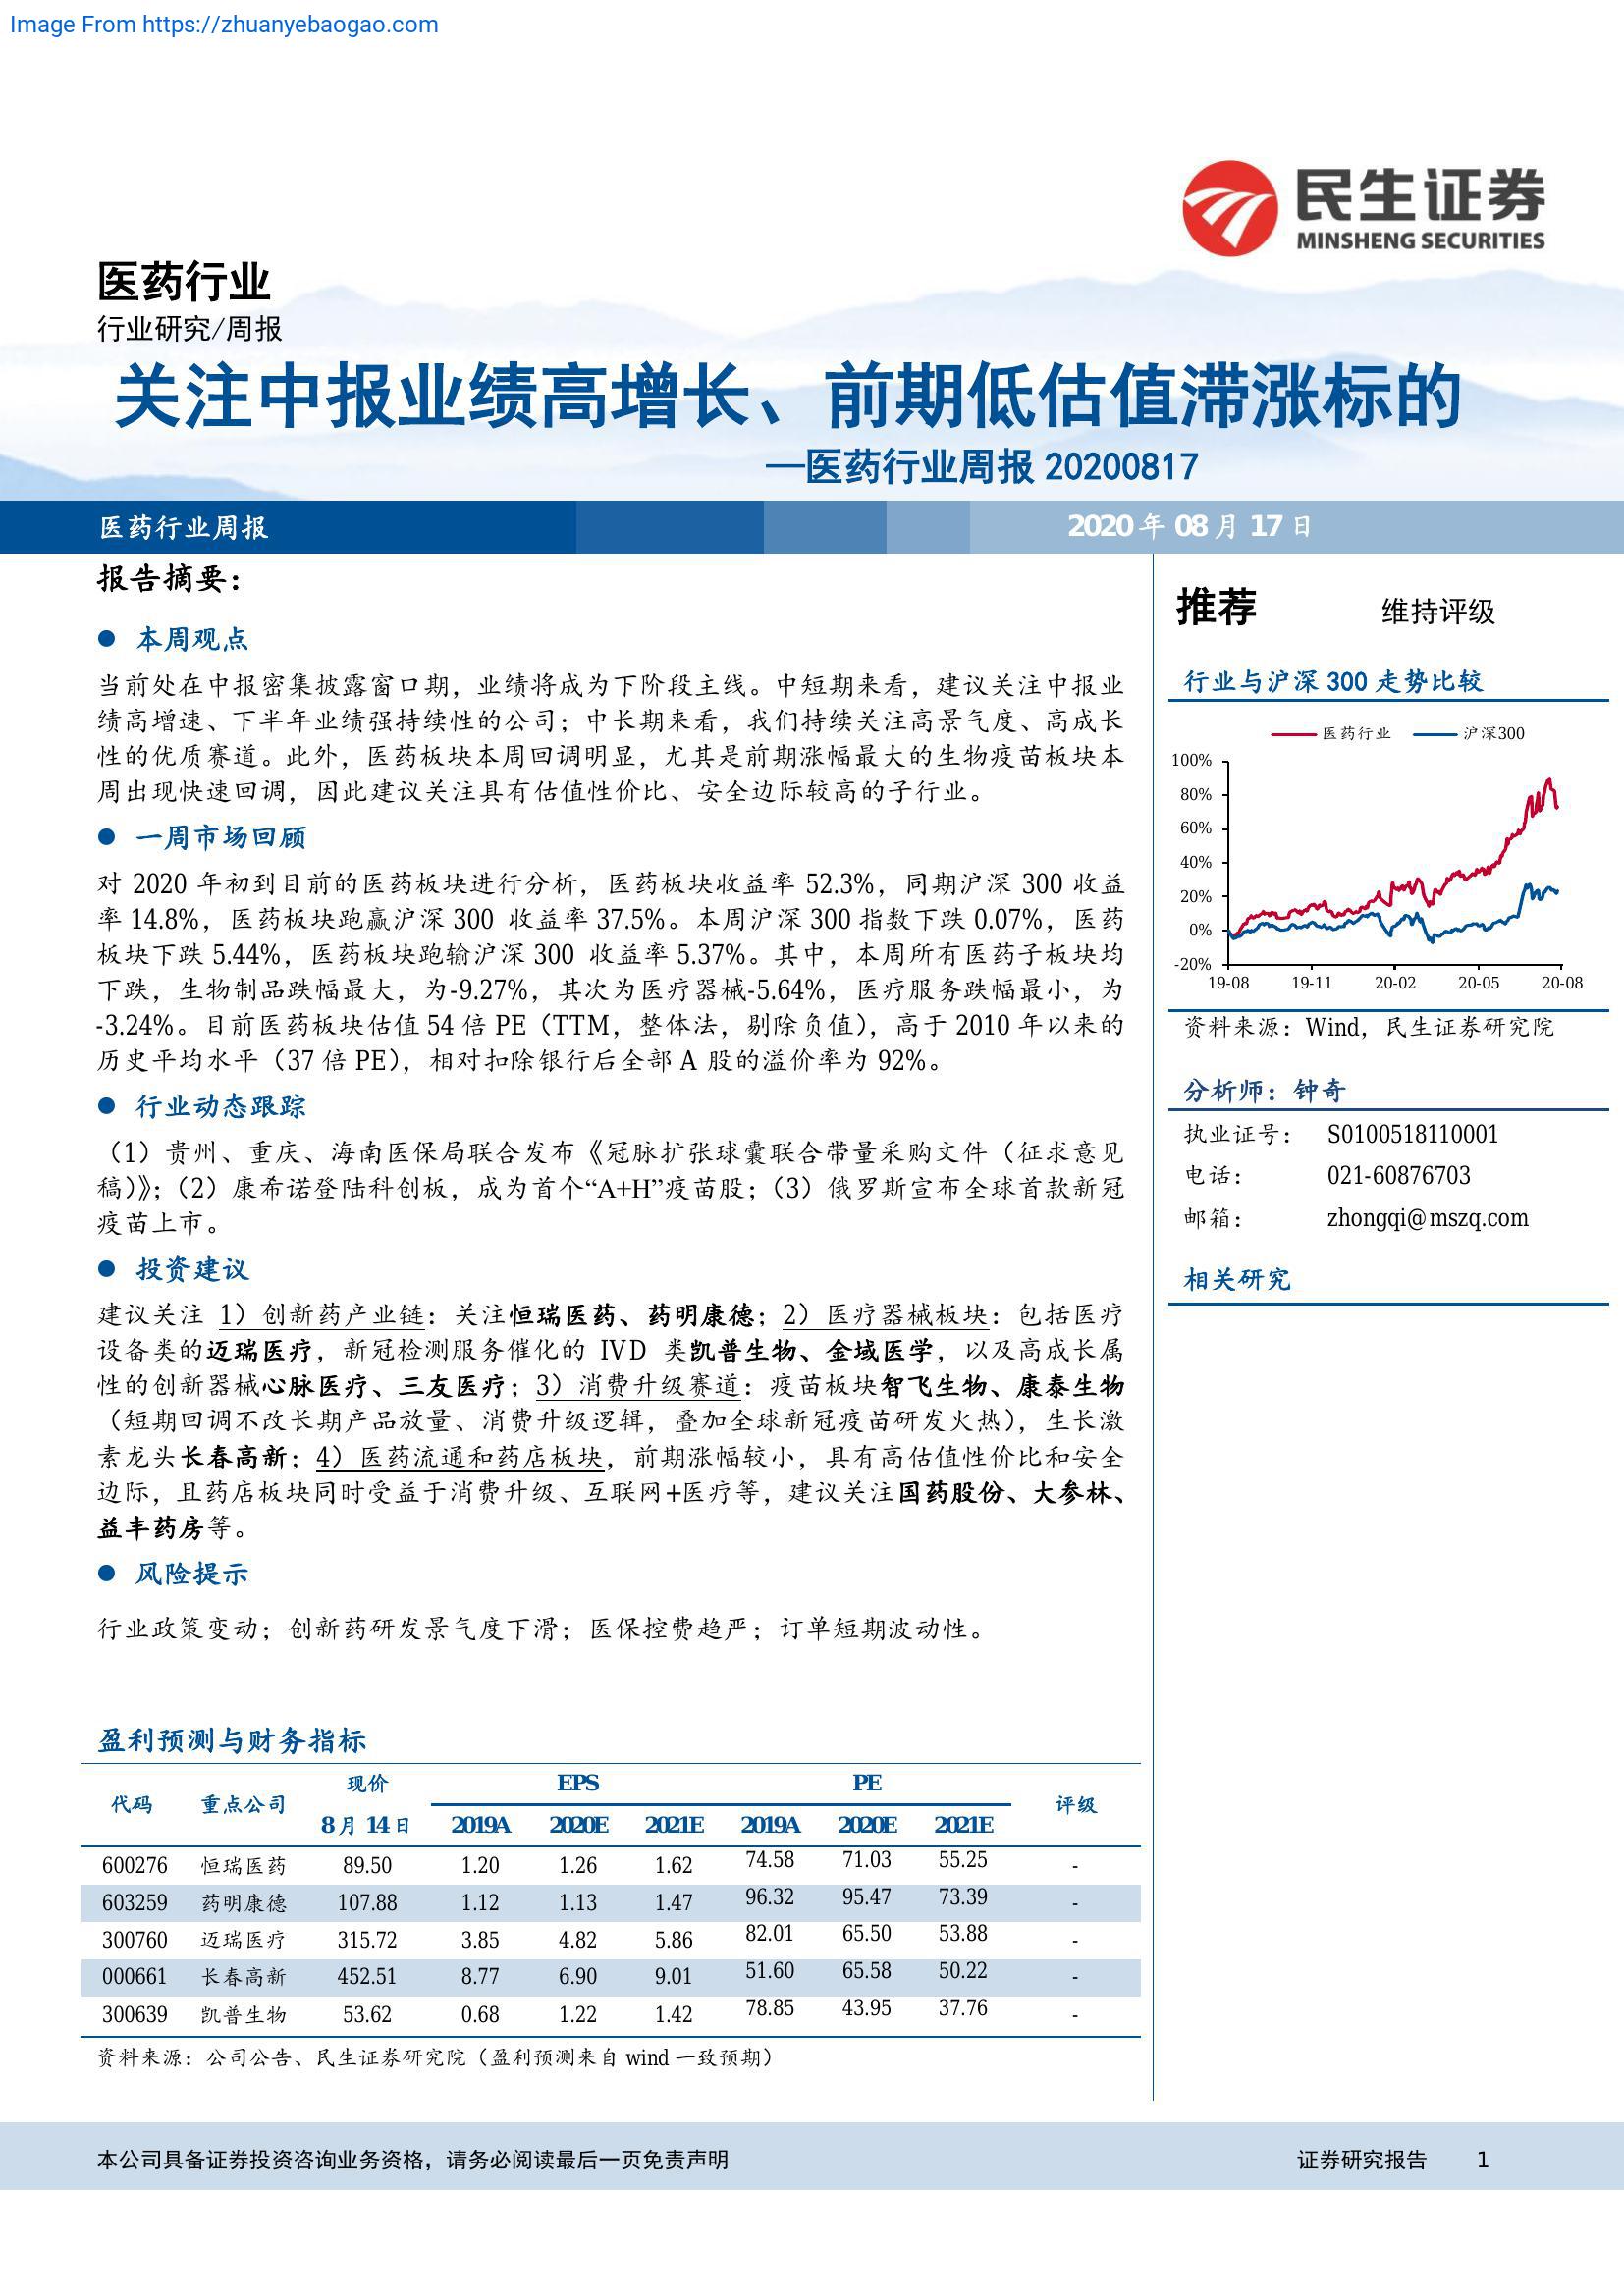 Image From https://zhuanyebaogao.com
民生证券
MINSHENG SECURITIES
医药行业
行业研究/周报
关注中报业绩高增长、前期低估值滞涨标的
—医药行业周报 20200817
医药行业周报
2020 年 08 月 17 日
报告摘要：
● 本周观点
当前处在中报密集披露窗口期，业绩将成为下阶段主线。中短期来看，建议关注中报业
绩高增速、下半年业绩强持续性的公司；中长期来看，我们持续关注高景气度、高成长
性的优质赛道。此外，医药板块本周回调明显，尤其是前期涨幅最大的生物疫苗板块本
周出现快速回调，因此建议关注具有估值性价比、安全边际较高的子行业。
● 一周市场回顾
对 2020 年初到目前的医药板块进行分析，医药板块收益率 52.3%，同期沪深 300 收益
率 14.8%，医药板块跑赢沪深 300 收益率 37.5%。本周沪深 300 指数下跌 0.07%，医药
板块下跌 5.44%，医药板块跑输沪深 300 收益率 5.37%。其中，本周所有医药子板块均
下跌，生物制品跌幅最大，为-9.27%，其次为医疗器械-5.64%，医疗服务跌幅最小，为
-3.24%。目前医药板块估值 54 倍 PE（TTM，整体法，剔除负值），高于 2010 年以来的
历史平均水平（37 倍 PE），相对扣除银行后全部 A 股的溢价率为 92%。
● 行业动态跟踪
（1）贵州、重庆、海南医保局联合发布《冠脉扩张球囊联合带量采购文件（征求意见
稿）》；（2）康希诺登陆科创板，成为首个“A+H”疫苗股；（3）俄罗斯宣布全球首款新冠
疫苗上市。
● 投资建议
建议关注 1）创新药产业链：关注恒瑞医药、药明康德；2）医疗器械板块：包括医疗
设备类的迈瑞医疗，新冠检测服务催化的 IVD 类凯普生物、金域医学，以及高成长属
性的创新器械心脉医疗、三友医疗；3）消费升级赛道：疫苗板块智飞生物、康泰生物
（短期回调不改长期产品放量、消费升级逻辑，叠加全球新冠疫苗研发火热），生长激
素龙头长春高新；4）医药流通和药店板块，前期涨幅较小，具有高估值性价比和安全
边际，且药店板块同时受益于消费升级、互联网+医疗等，建议关注国药股份、大参林、
益丰药房等。
● 风险提示
行业政策变动；创新药研发景气度下滑；医保控费趋严；订单短期波动性。
盈利预测与财务指标
代码 重点公司 现价 EPS PE 评级
8 月 14 日 2019A 2020E 2021E 2019A 2020E 2021E
600276 恒瑞医药 89.50 1.20 1.26 1.62 74.58 71.03 55.25 -
603259 药明康德 107.88 1.12 1.13 1.47 96.32 95.47 73.39 -
300760 迈瑞医疗 315.72 3.85 4.82 5.86 82.01 65.50 53.88 -
000661 长春高新 452.51 8.77 6.90 9.01 51.60 65.58 50.22 -
300639 凯普生物 53.62 0.68 1.22 1.42 78.85 43.95 37.76 -
资料来源：公司公告、民生证券研究院（盈利预测来自 wind 一致预期）
推荐 维持评级
行业与沪深 300 走势比较
医药行业 沪深300
100%
80%
60%
40%
20%
0%
-20%
19-08 19-11 20-02 20-05 20-08
资料来源：Wind，民生证券研究院
分析师：钟奇
执业证号： S0100518110001
电话： 021-60876703
邮箱： zhongqi@mszq.com
相关研究
本公司具备证券投资咨询业务资格，请务必阅读最后一页免责声明
证券研究报告 1